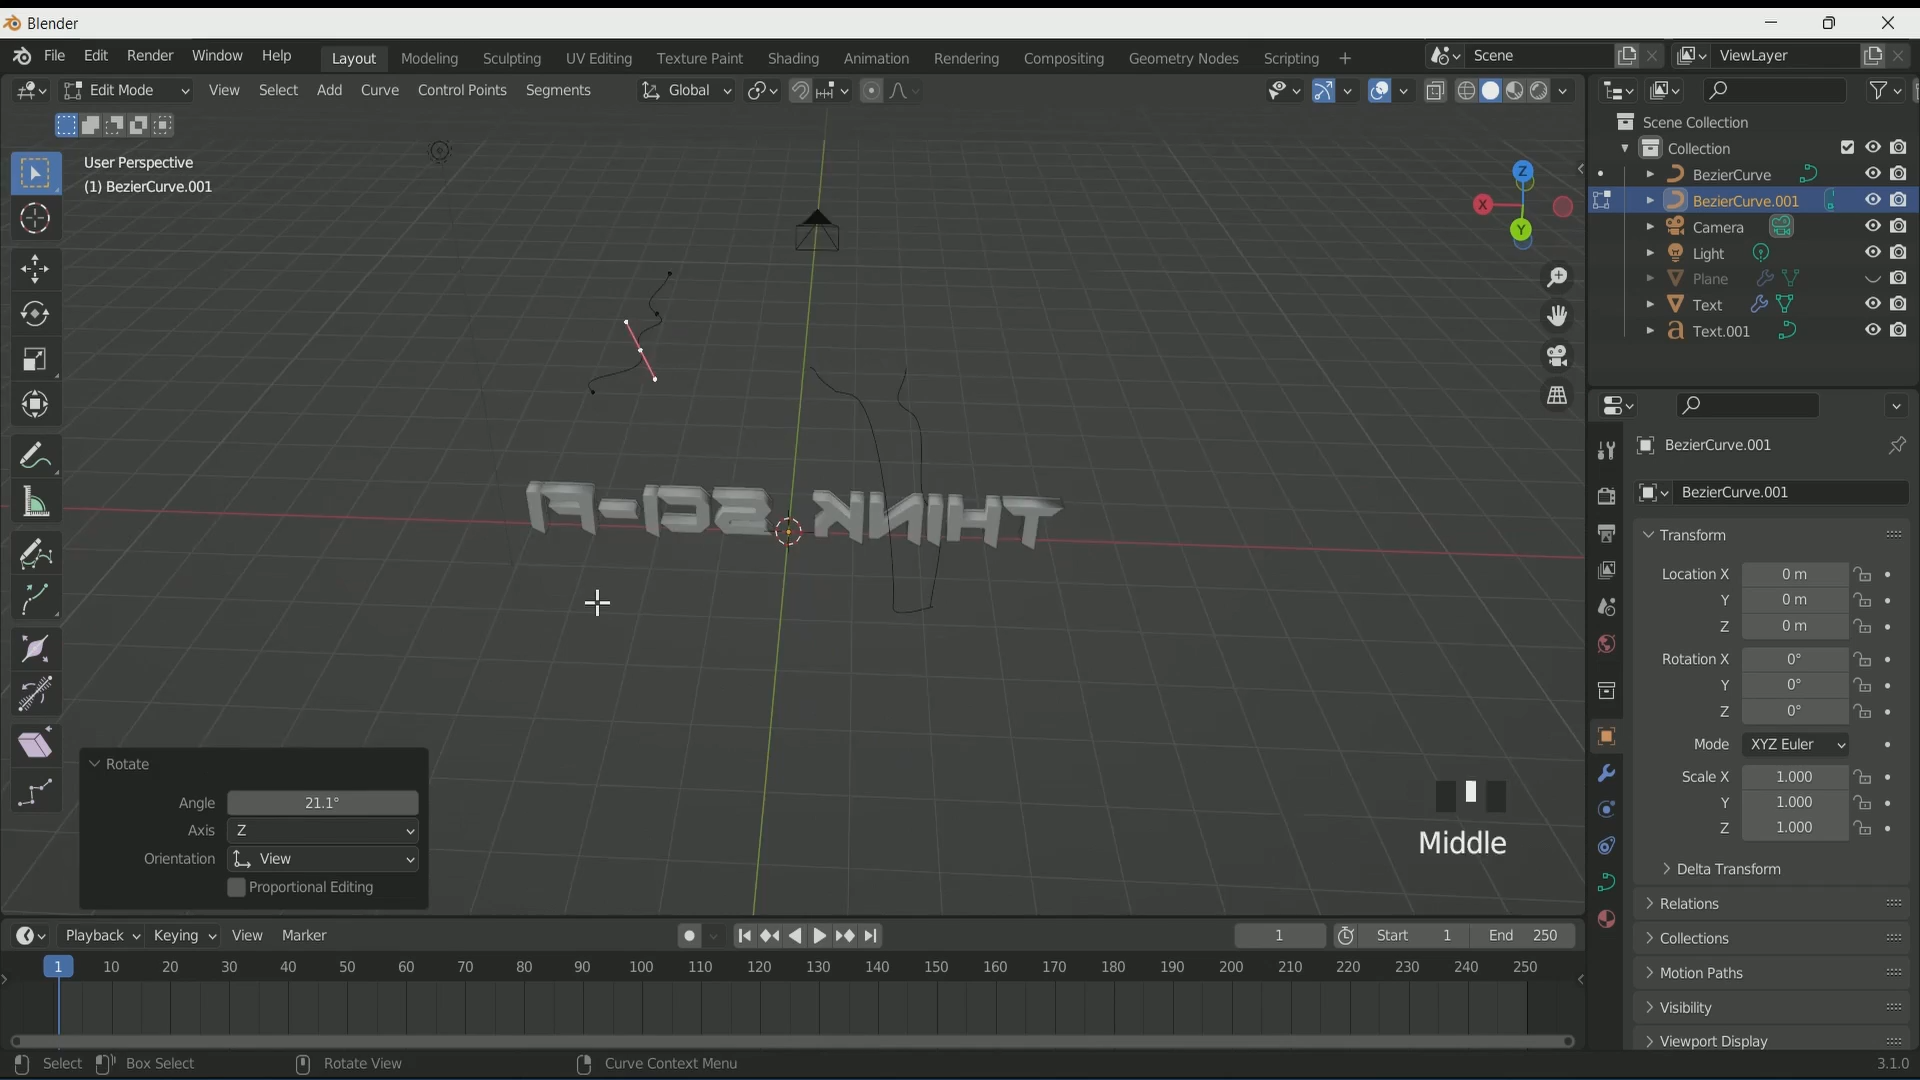 Blender
File Edit Render Window Help Layout Modeling Sculpting UV Editing Texture Paint Shading Animation Rendering Compositing Geometry Nodes Scripting + Scene ViewLayer
Edit Mode View Select Add Curve Control Points Segments Global
User Perspective
(1) BezierCurve.001
Z
X
Y
THINK SCI-FI
Rotate
Angle 21.1°
Axis Z
Orientation View
Proportional Editing
Middle
Scene Collection
Collection
BezierCurve
BezierCurve.001
Camera
Light
Plane
Text
Text.001
BezierCurve.001
BezierCurve.001
Transform
Location X 0 m
Y 0 m
Z 0 m
Rotation X 0°
Y 0°
Z 0°
Mode XYZ Euler
Scale X 1.000
Y 1.000
Z 1.000
Delta Transform
Relations
Collections
Motion Paths
Visibility
Viewport Display
Playback Keying View Marker 1 Start 1 End 250
1 10 20 30 40 50 60 70 80 90 100 110 120 130 140 150 160 170 180 190 200 210 220 230 240 250
Select Box Select Rotate View Curve Context Menu 3.1.0